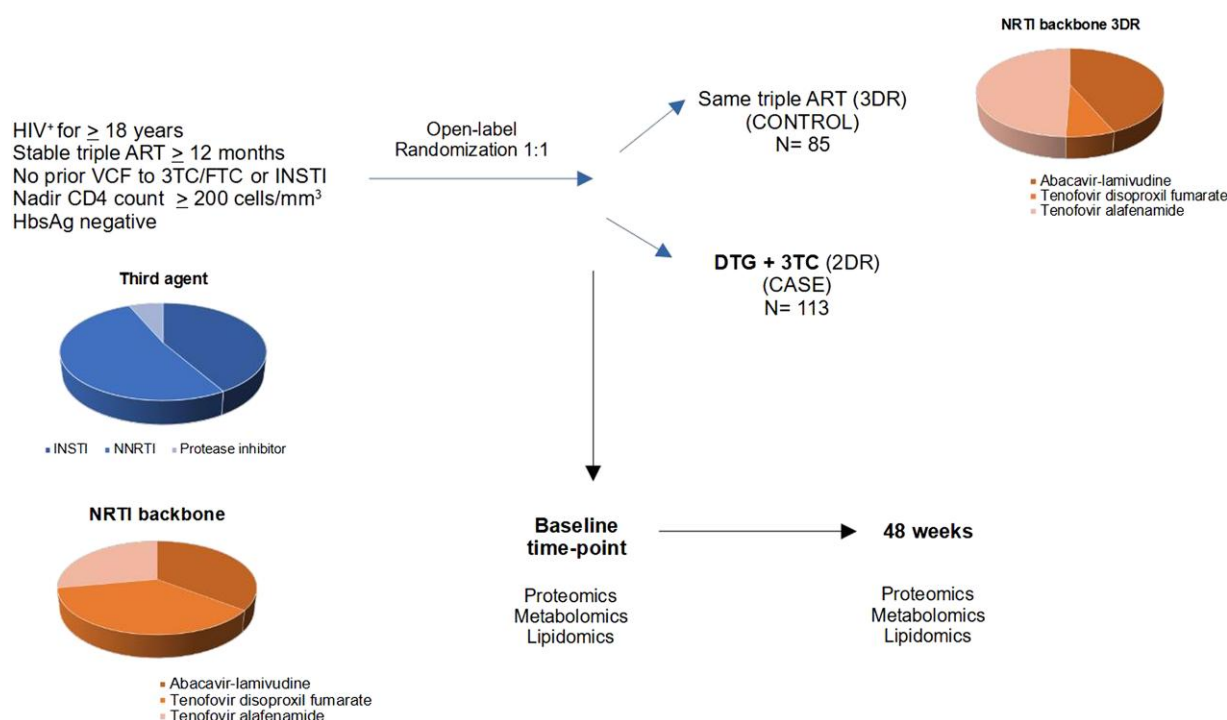 NRTI backbone 3DR
Abacavir-lamivudine
Tenofovir disoproxil fumarate
Tenofovir alafenamide
HIV⁺ for ≥ 18 years
Stable triple ART ≥ 12 months
No prior VCF to 3TC/FTC or INSTI
Nadir CD4 count ≥ 200 cells/mm³
HbsAg negative
Open-label
Randomization 1:1
Same triple ART (3DR)
(CONTROL)
N= 85
DTG + 3TC (2DR)
(CASE)
N= 113
Third agent
INSTI NNRTI Protease inhibitor
NRTI backbone
Abacavir-lamivudine
Tenofovir disoproxil fumarate
Tenofovir alafenamide
Baseline
time-point
Proteomics
Metabolomics
Lipidomics
48 weeks
Proteomics
Metabolomics
Lipidomics